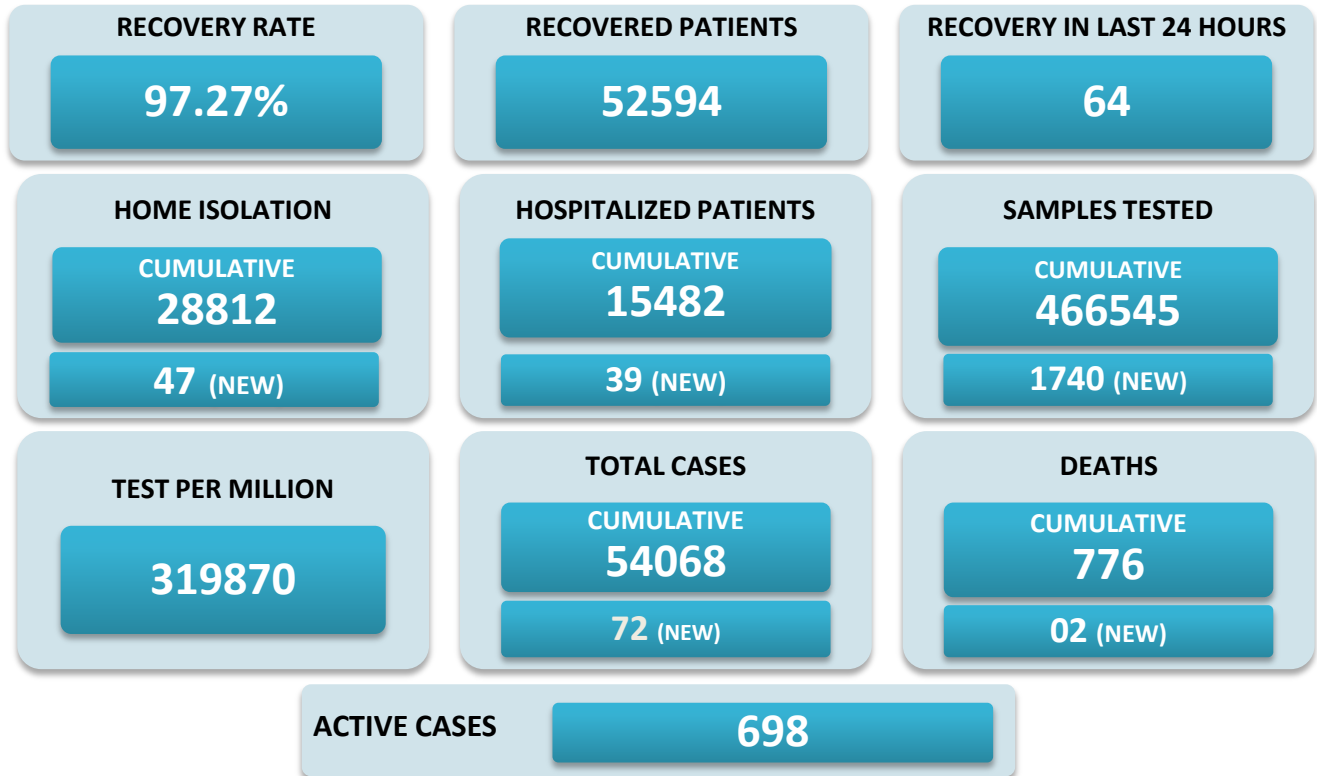 RECOVERY RATE
97.27%
RECOVERED PATIENTS
52594
RECOVERY IN LAST 24 HOURS
64
HOME ISOLATION
CUMULATIVE
28812
47 (NEW)
HOSPITALIZED PATIENTS
CUMULATIVE
15482
39 (NEW)
SAMPLES TESTED
CUMULATIVE
466545
1740 (NEW)
TEST PER MILLION
319870
TOTAL CASES
CUMULATIVE
54068
72 (NEW)
DEATHS
CUMULATIVE
776
02 (NEW)
ACTIVE CASES
698